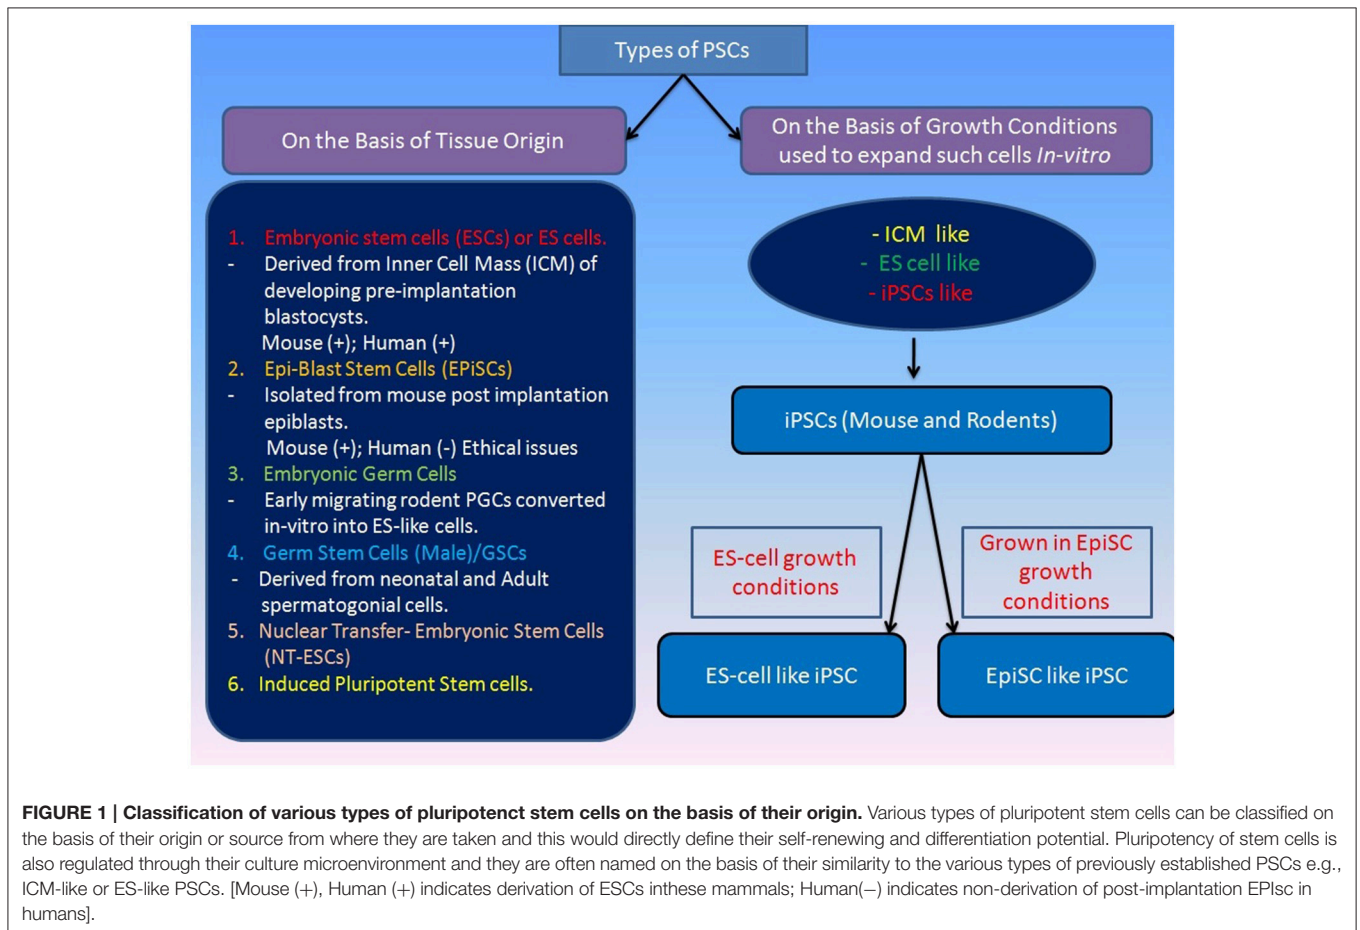 Types of PSCs
On the Basis of Tissue Origin
On the Basis of Growth Conditions
used to expand such cells In-vitro
1. Embryonic stem cells (ESCs) or ES cells.
- Derived from Inner Cell Mass (ICM) of
developing pre-implantation
blastocysts.
Mouse (+); Human (+)
2. Epi-Blast Stem Cells (EPiSCs)
- Isolated from mouse post implantation
epiblasts.
Mouse (+); Human (-) Ethical issues
3. Embryonic Germ Cells
- Early migrating rodent PGCs converted
in-vitro into ES-like cells.
4. Germ Stem Cells (Male)/GSCs
- Derived from neonatal and Adult
spermatogonial cells.
5. Nuclear Transfer- Embryonic Stem Cells
(NT-ESCs)
6. Induced Pluripotent Stem cells.
- ICM like
- ES cell like
- iPSCs like
iPSCs (Mouse and Rodents)
ES-cell growth
conditions
Grown in EpiSC
growth
conditions
ES-cell like iPSC
EpiSC like iPSC
FIGURE 1 | Classification of various types of pluripotenct stem cells on the basis of their origin. Various types of pluripotent stem cells can be classified on
the basis of their origin or source from where they are taken and this would directly define their self-renewing and differentiation potential. Pluripotency of stem cells is
also regulated through their culture microenvironment and they are often named on the basis of their similarity to the various types of previously established PSCs e.g.,
ICM-like or ES-like PSCs. [Mouse (+), Human (+) indicates derivation of ESCs inthese mammals; Human(−) indicates non-derivation of post-implantation EPIsc in
humans].